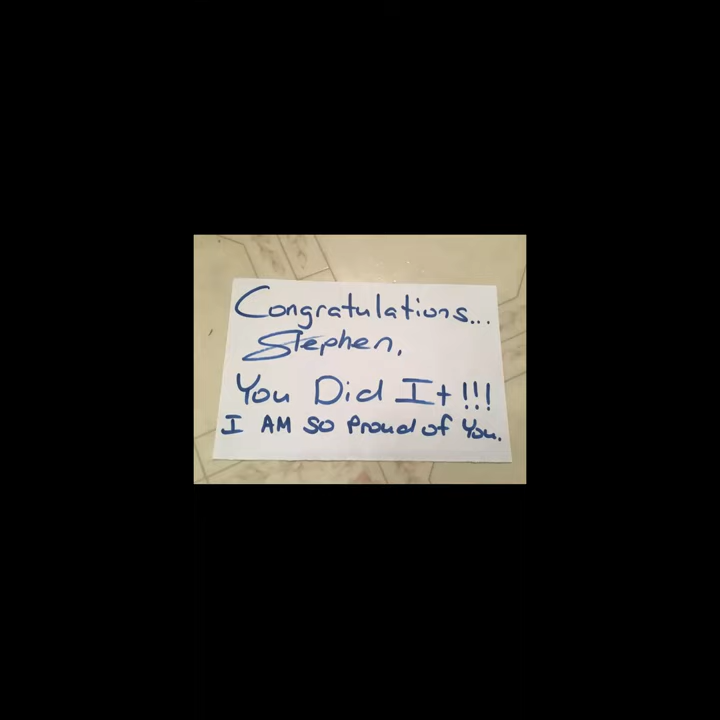 Congratulations...
Stephen,
You Did It!!!
I AM SO Proud of You.